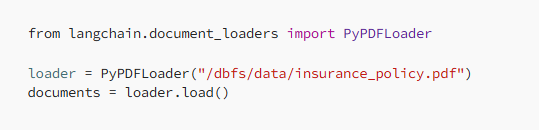 from langchain.document_loaders import PyPDFLoader
loader = PyPDFLoader("/dbfs/data/insurance_policy.pdf")
documents = loader.load()